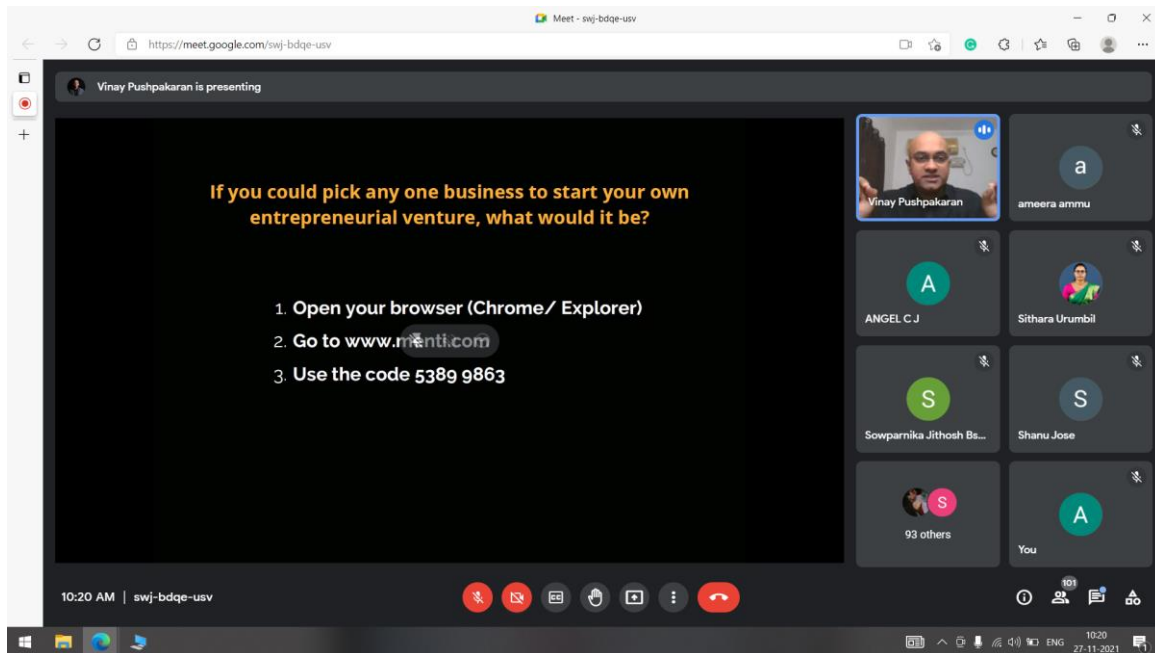 Meet - swj-bdqe-usv
https://meet.google.com/swj-bdqe-usv
Vinay Pushpakaran is presenting
If you could pick any one business to start your own
entrepreneurial venture, what would it be?
1. Open your browser (Chrome/ Explorer)
2. Go to www.menti.com
3. Use the code 5389 9863
Vinay Pushpakaran
a
ameera ammu
A
ANGEL C J
Sithara Urumbil
S
Sowparnika Jithosh Bs...
S
Shanu Jose
S
93 others
A
You
10:20 AM | swj-bdqe-usv
101
ENG
10:20
27-11-2021
1